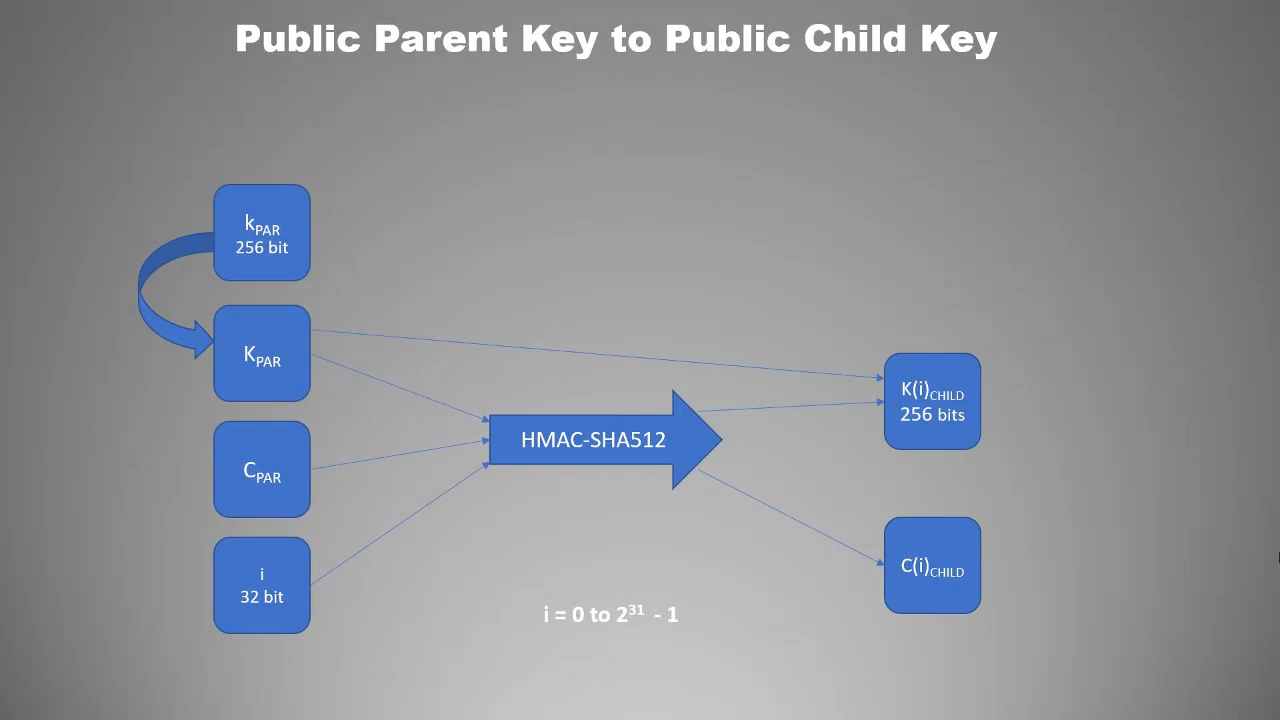 Public Parent Key to Public Child Key
kPAR
256 bit
KPAR
CPAR
i
32 bit
HMAC-SHA512
K(i)CHILD
256 bits
C(i)CHILD
i = 0 to 2³¹ - 1